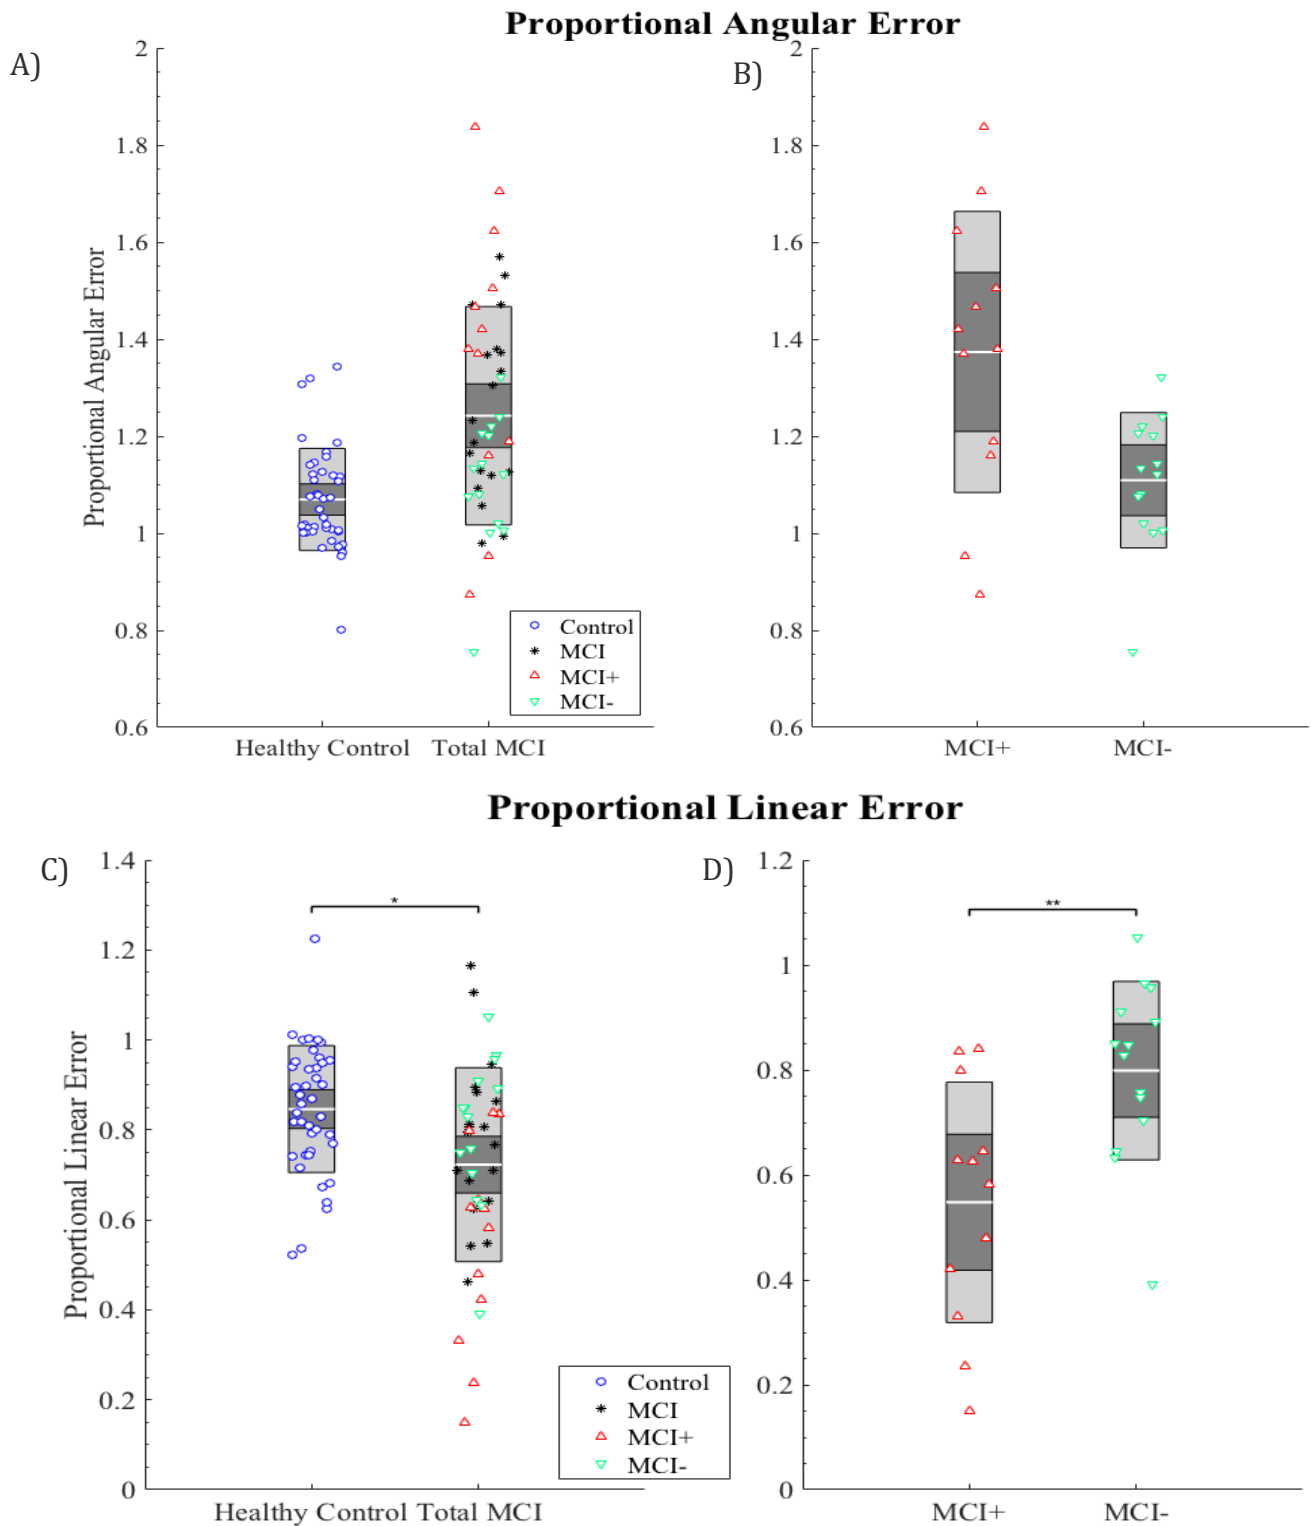 Proportional Angular Error
A)
B)
2
1.8
1.6
1.4
1.2
1
0.8
0.6
Proportional Angular Error
Healthy Control Total MCI
Control
MCI
MCI+
MCI-
2
1.8
1.6
1.4
1.2
1
0.8
0.6
MCI+ MCI-
Proportional Linear Error
C)
D)
1.4
1.2
1
0.8
0.6
0.4
0.2
0
Proportional Linear Error
*
Healthy Control Total MCI
Control
MCI
MCI+
MCI-
1.2
1
0.8
0.6
0.4
0.2
0
**
MCI+ MCI-